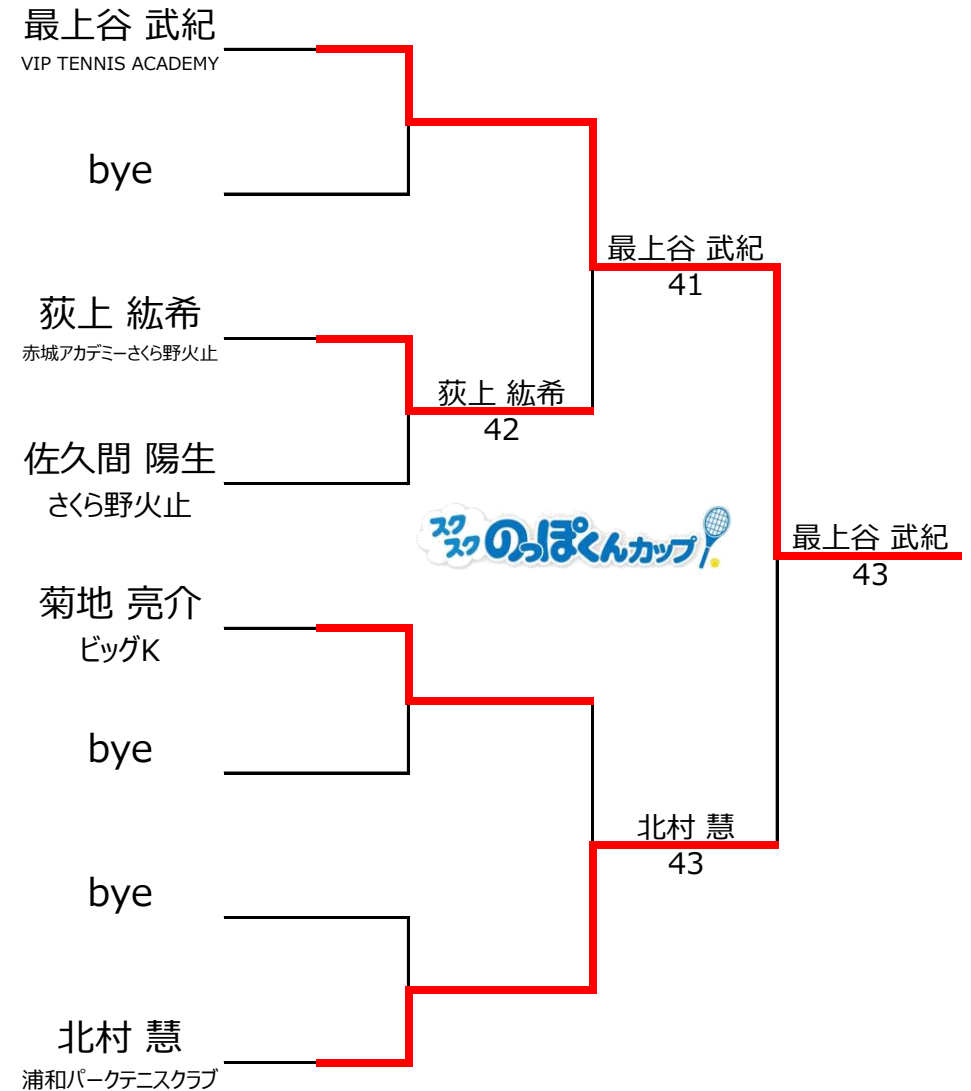 最上谷 武紀
VIP TENNIS ACADEMY
bye
荻上 紘希
赤城アカデミーさくら野火止
佐久間 陽生
さくら野火止
菊地 亮介
ビッグK
bye
bye
北村 慧
浦和パークテニスクラブ
荻上 紘希
42
最上谷 武紀
41
スクスク のっぽくんカップ
北村 慧
43
最上谷 武紀
43